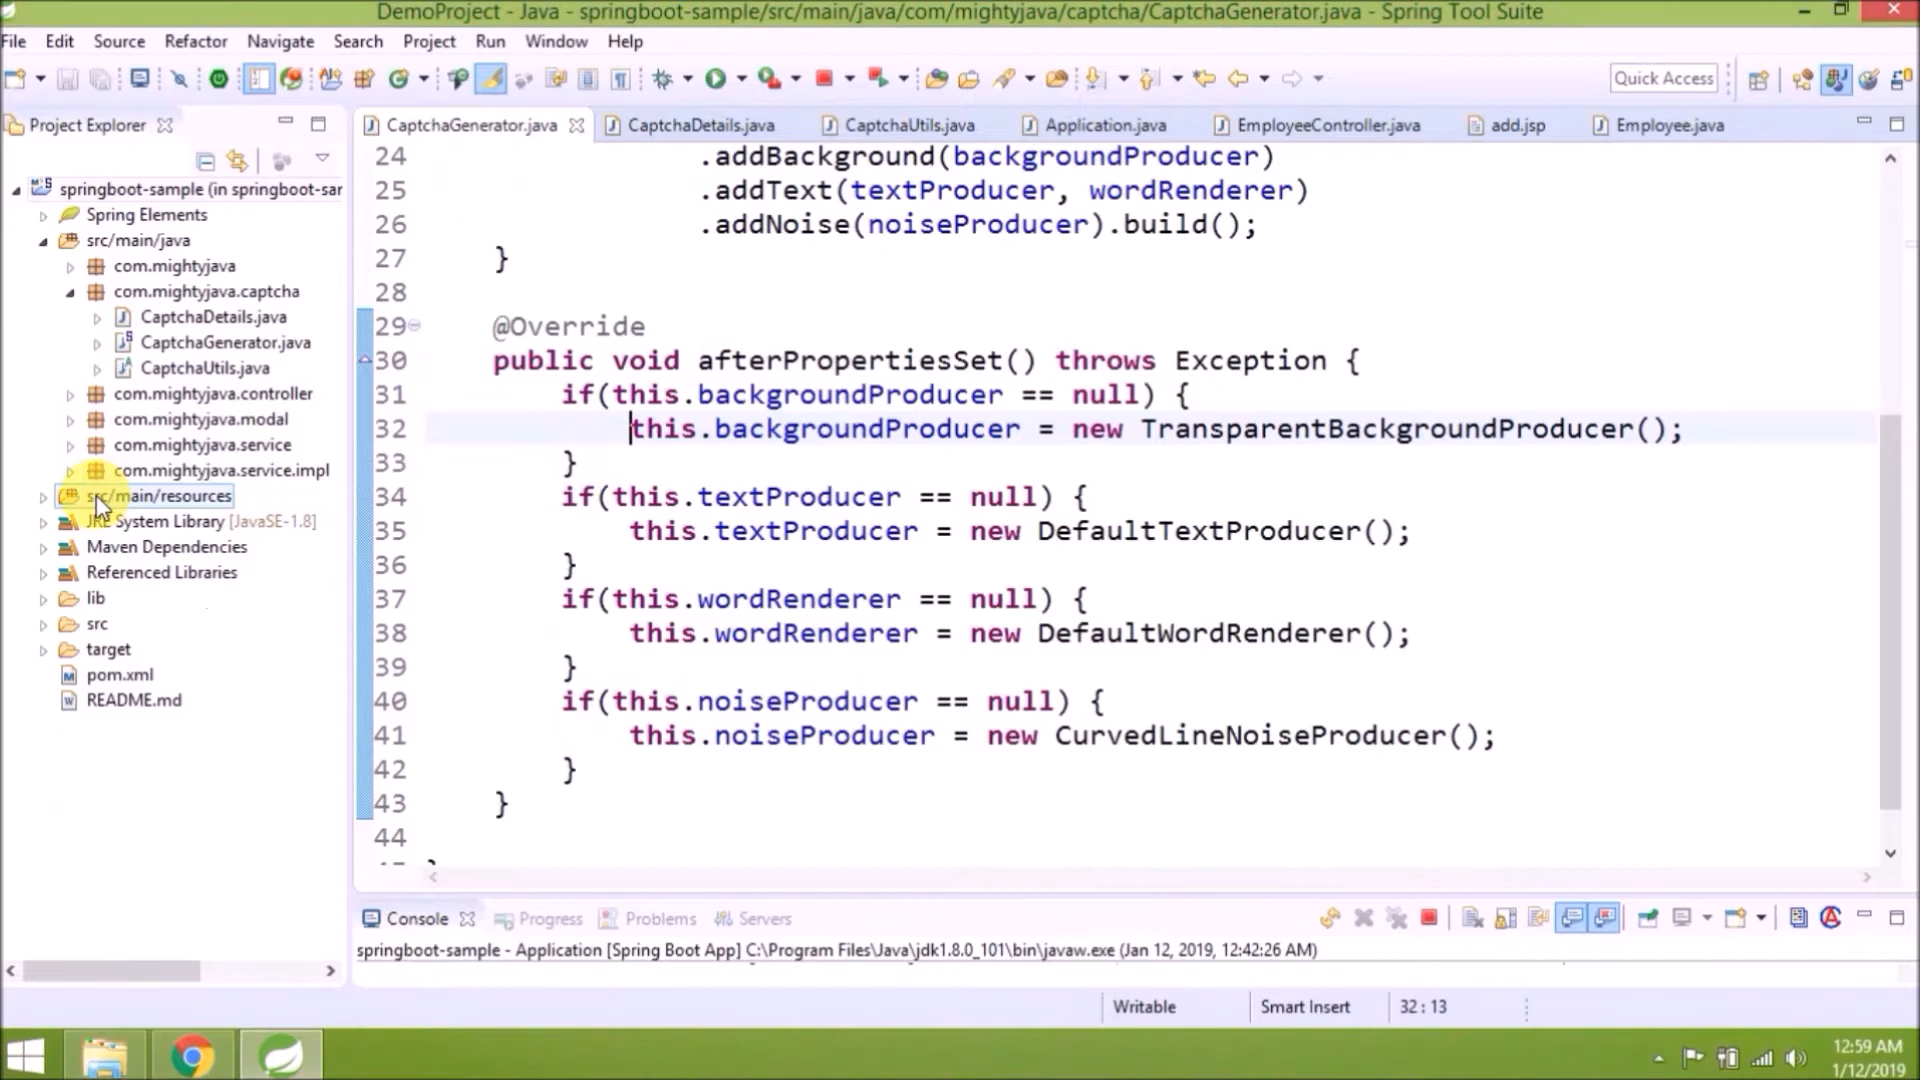 DemoProject - Java - springboot-sample/src/main/java/com/mightyjava/captcha/CaptchaGenerator.java - Spring Tool Suite
File Edit Source Refactor Navigate Search Project Run Window Help
Quick Access
Project Explorer
CaptchaGenerator.java CaptchaDetails.java CaptchaUtils.java Application.java EmployeeController.java add.jsp Employee.java
springboot-sample (in springboot-sar
Spring Elements
src/main/java
com.mightyjava
com.mightyjava.captcha
CaptchaDetails.java
CaptchaGenerator.java
CaptchaUtils.java
com.mightyjava.controller
com.mightyjava.modal
com.mightyjava.service
com.mightyjava.service.impl
src/main/resources
JRE System Library [JavaSE-1.8]
Maven Dependencies
Referenced Libraries
lib
src
target
pom.xml
README.md
24 .addBackground(backgroundProducer)
25 .addText(textProducer, wordRenderer)
26 .addNoise(noiseProducer).build();
27 }
28
29 @Override
30 public void afterPropertiesSet() throws Exception {
31 if(this.backgroundProducer == null) {
32 this.backgroundProducer = new TransparentBackgroundProducer();
33 }
34 if(this.textProducer == null) {
35 this.textProducer = new DefaultTextProducer();
36 }
37 if(this.wordRenderer == null) {
38 this.wordRenderer = new DefaultWordRenderer();
39 }
40 if(this.noiseProducer == null) {
41 this.noiseProducer = new CurvedLineNoiseProducer();
42 }
43 }
44
Console Progress Problems Servers
springboot-sample - Application [Spring Boot App] C:\Program Files\Java\jdk1.8.0_101\bin\javaw.exe (Jan 12, 2019, 12:42:26 AM)
Writable Smart Insert 32 : 13
12:59 AM
1/12/2019